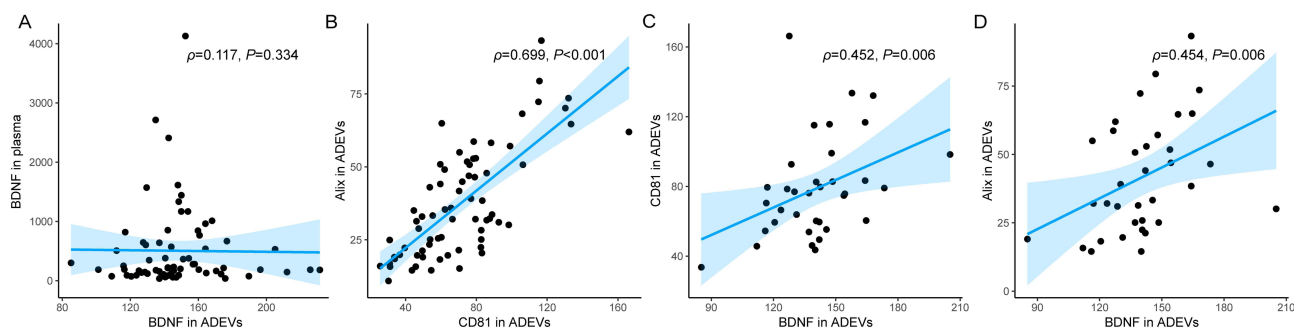 A
ρ=0.117, P=0.334
BDNF in plasma
4000
3000
2000
1000
0
80
120
160
200
BDNF in ADEVs
B
ρ=0.699, P<0.001
Alix in ADEVs
75
50
25
40
80
120
160
CD81 in ADEVs
C
ρ=0.452, P=0.006
CD81 in ADEVs
160
120
80
40
90
120
150
180
210
BDNF in ADEVs
D
ρ=0.454, P=0.006
Alix in ADEVs
75
50
25
0
90
120
150
180
210
BDNF in ADEVs